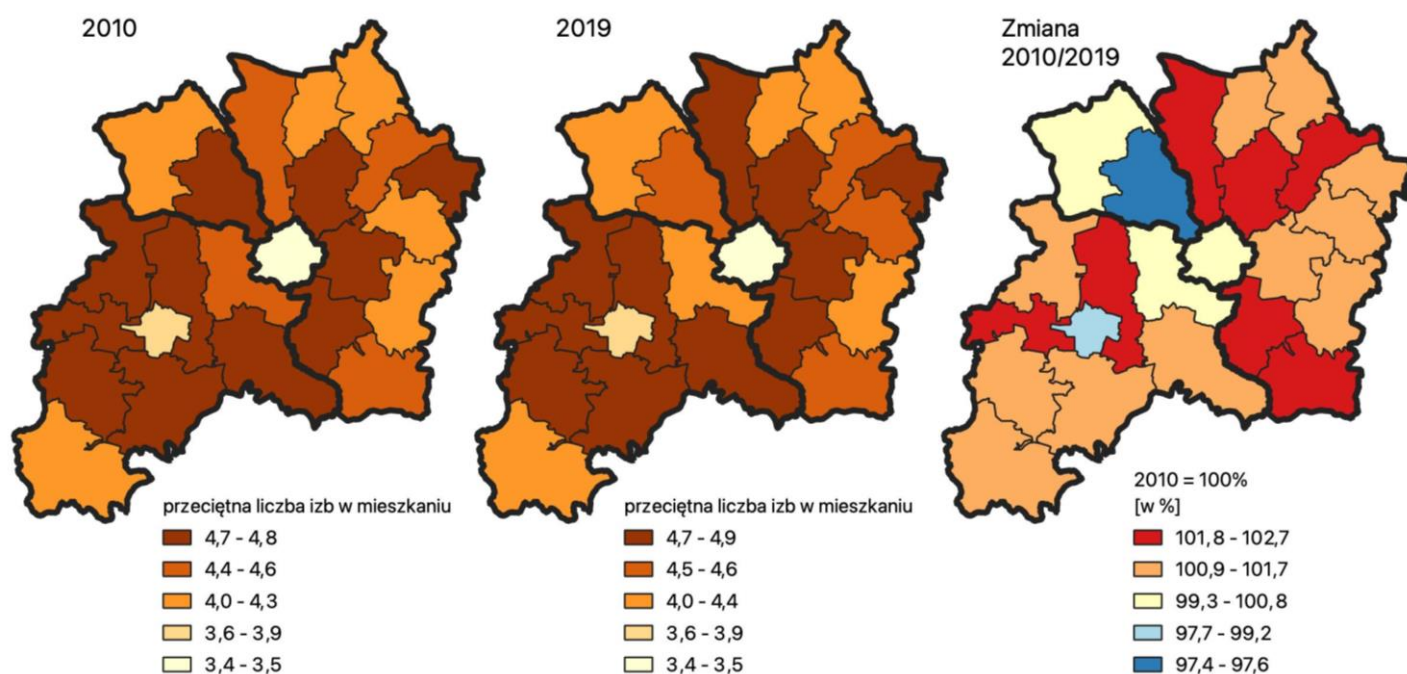 2010
przeciętna liczba izb w mieszkaniu
4,7 - 4,8
4,4 - 4,6
4,0 - 4,3
3,6 - 3,9
3,4 - 3,5
2019
przeciętna liczba izb w mieszkaniu
4,7 - 4,9
4,5 - 4,6
4,0 - 4,4
3,6 - 3,9
3,4 - 3,5
Zmiana
2010/2019
2010 = 100%
[w %]
101,8 - 102,7
100,9 - 101,7
99,3 - 100,8
97,7 - 99,2
97,4 - 97,6